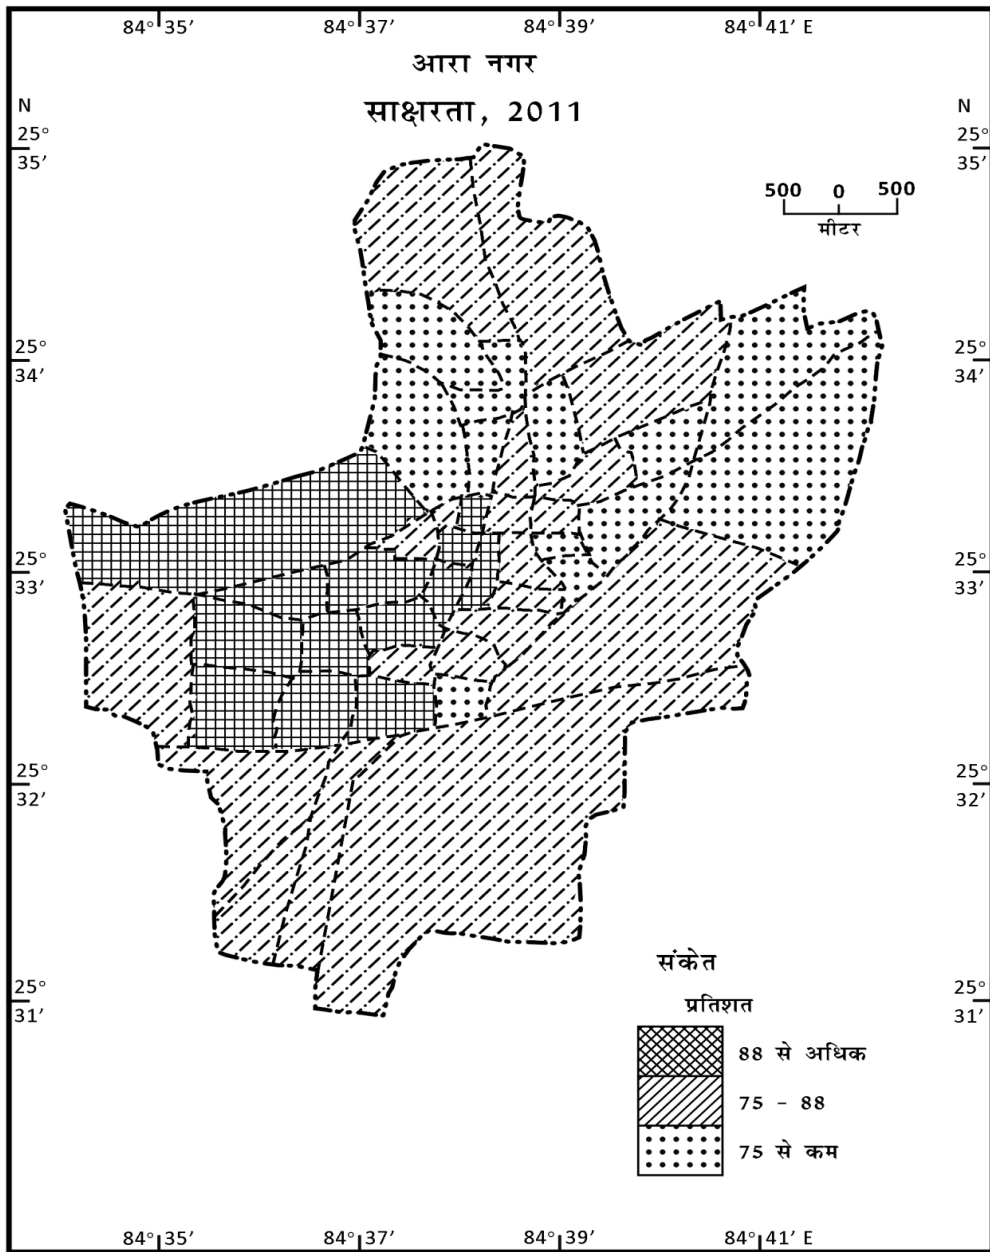 84° 35′ 84° 37′ 84° 39′ 84° 41′ E
आरा नगर
साक्षरता, 2011
N N
25° 25°
35′ 35′
500 0 500
मीटर
25° 25°
34′ 34′
25° 25°
33′ 33′
25° 25°
32′ 32′
संकेत
25° 25°
31′ 31′
प्रतिशत
88 से अधिक
75 - 88
75 से कम
84° 35′ 84° 37′ 84° 39′ 84° 41′ E